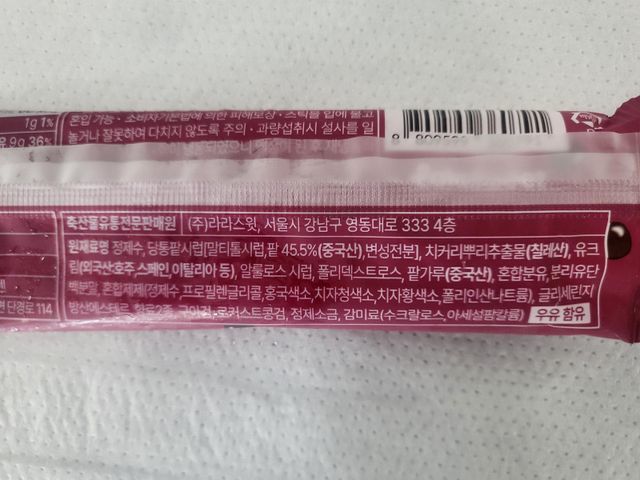 혼입 가능 · 소비자기본법에 의한 피해보상 · 스틱을 입에 물고
1g 1%
놀거나 잘못하여 다치지 않도록 주의 · 과량섭취시 설사를 일
9g 36%
축산물유통전문판매원 (주)라라스윗, 서울시 강남구 영동대로 333 4층
원재료명 정제수, 당통팥시럽[말티톨시럽, 팥 45.5%(중국산), 변성전분], 치커리뿌리추출물(칠레산), 유크
림(외국산:호주,스페인,이탈리아 등), 알룰로스 시럽, 폴리덱스트로스, 팥가루(중국산), 혼합분유, 분리유단
백분말, 혼합제제(정제수, 프로필렌글리콜, 홍국색소, 치자청색소, 치자황색소, 폴리인산나트륨), 글리세린지
방산에스테르, 향료2종, 구아검, 로커스트콩검, 정제소금, 감미료(수크랄로스, 아세설팜칼륨) 우유 함유
단경로 114